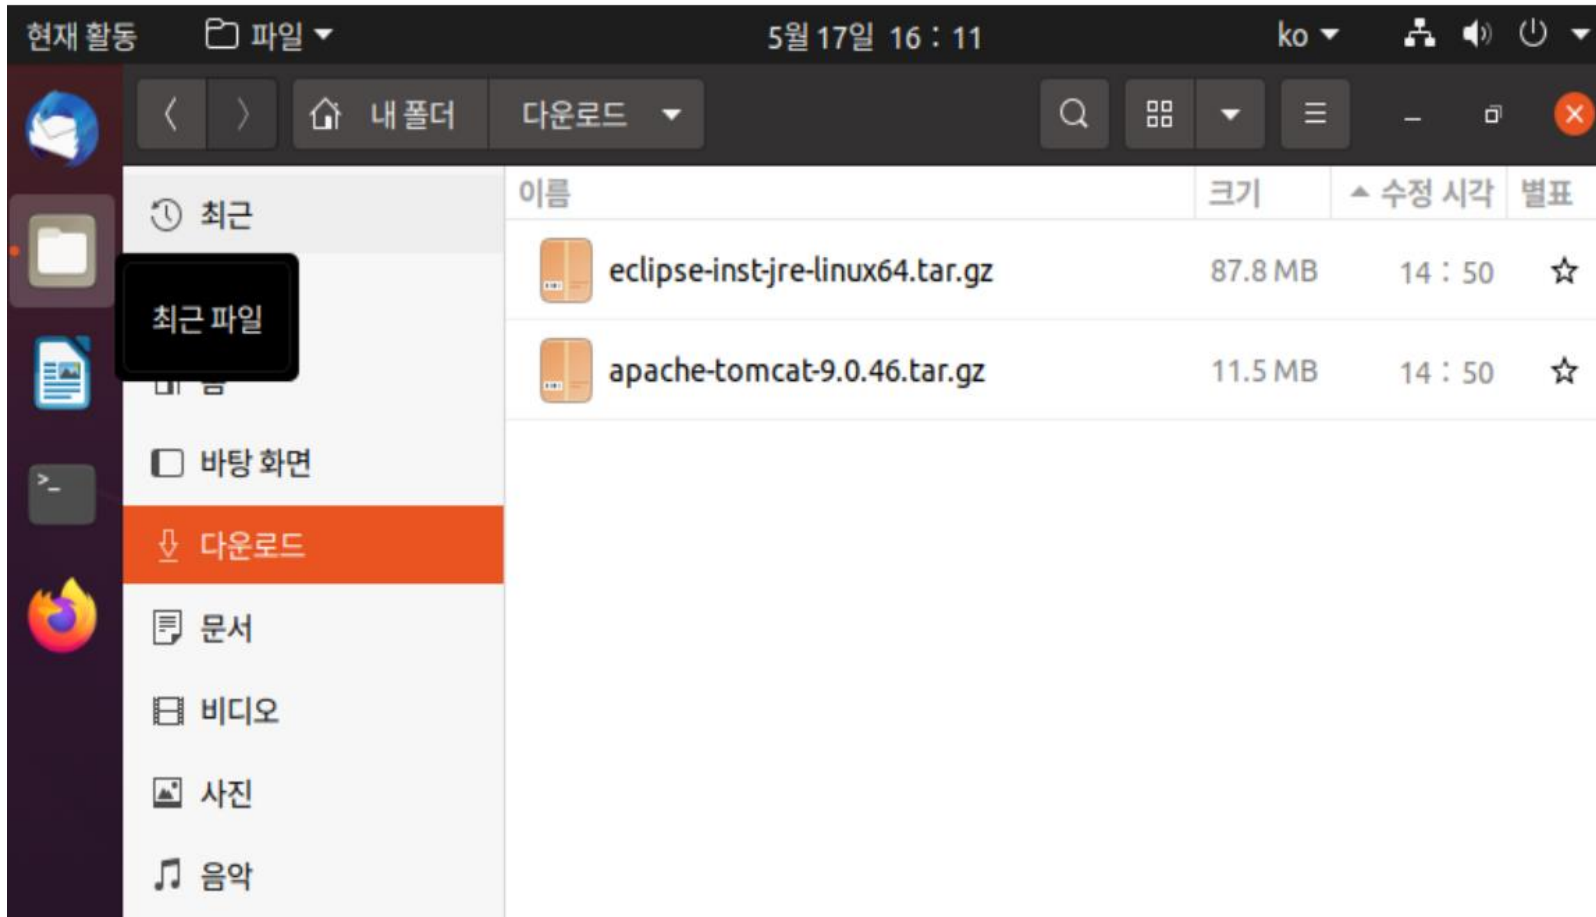 현재 활동 파일 5월 17일 16 : 11 ko
내 폴더 다운로드
이름 크기 수정 시각 별표
최근
eclipse-inst-jre-linux64.tar.gz 87.8 MB 14 : 50
최근 파일
apache-tomcat-9.0.46.tar.gz 11.5 MB 14 : 50
바탕 화면
다운로드
문서
비디오
사진
음악